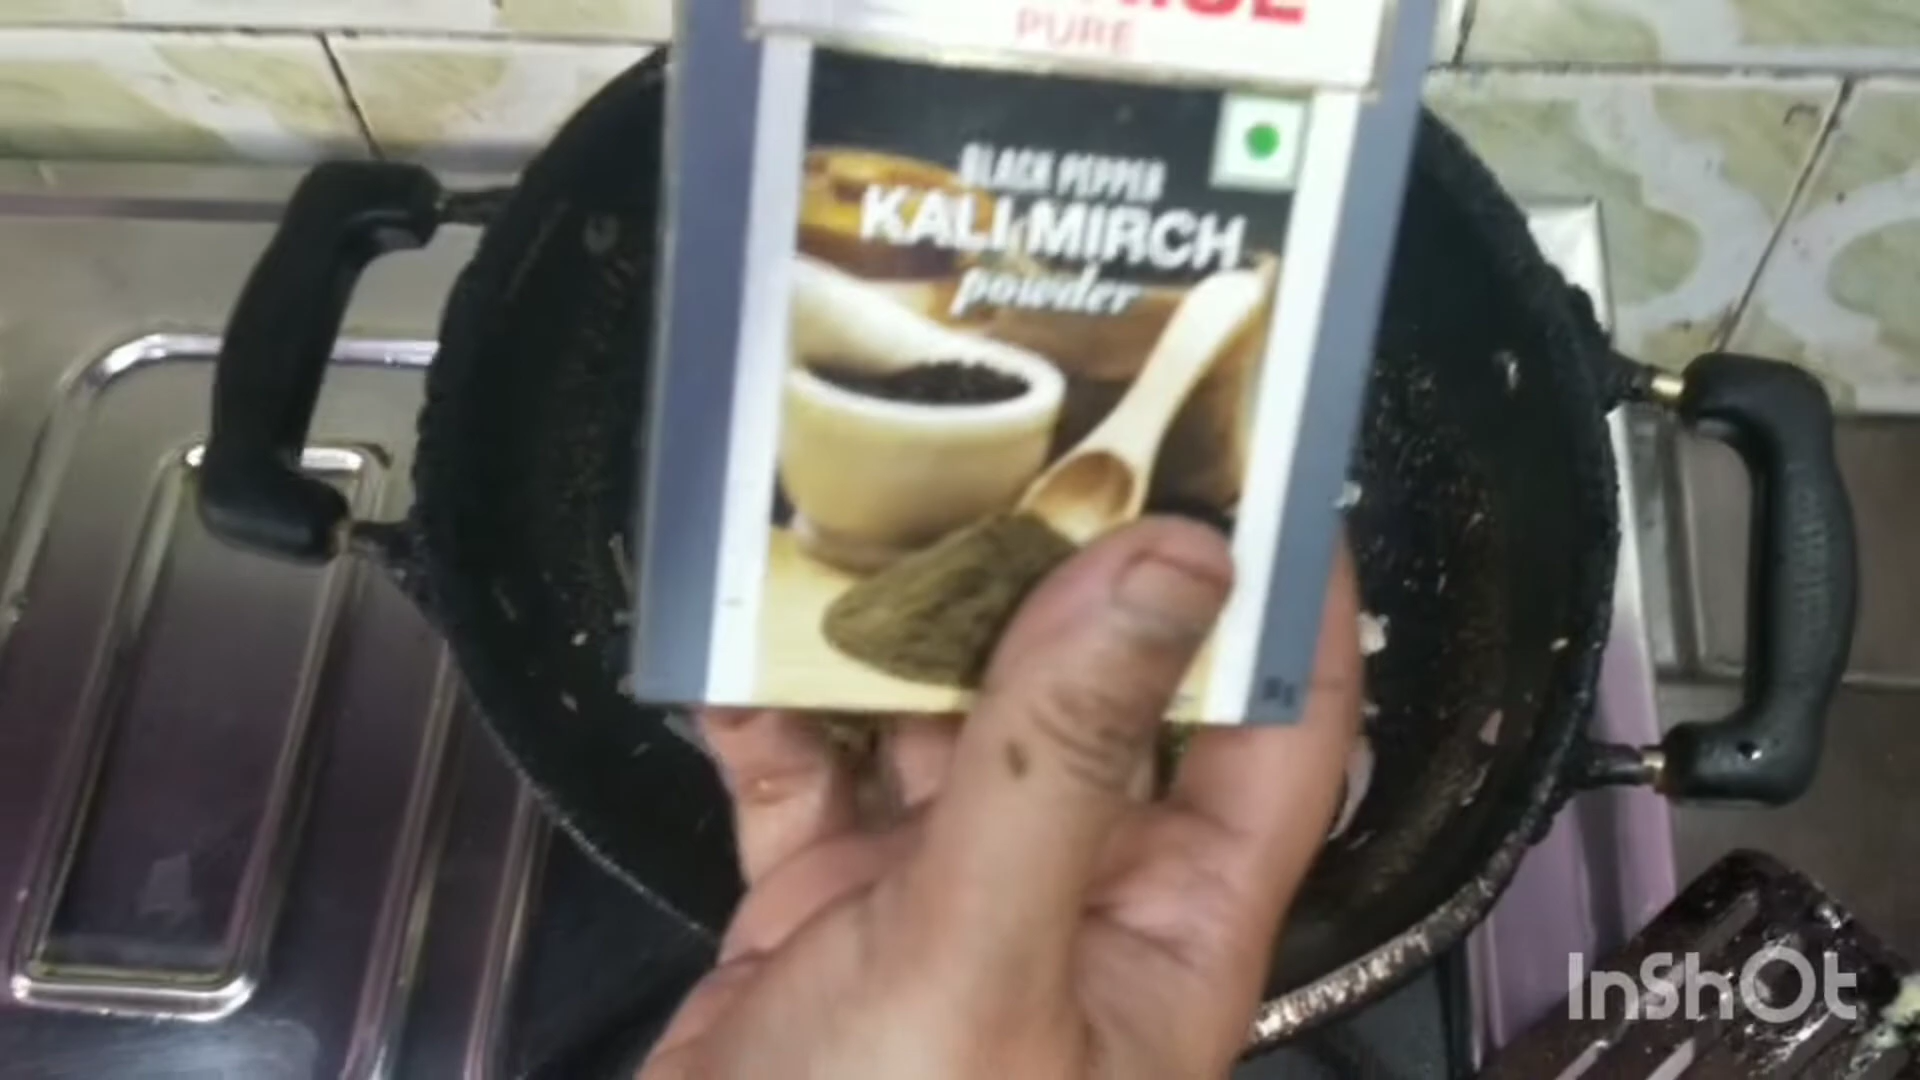 PURE
BLACK PEPPER
KALI MIRCH
powder
InShOt